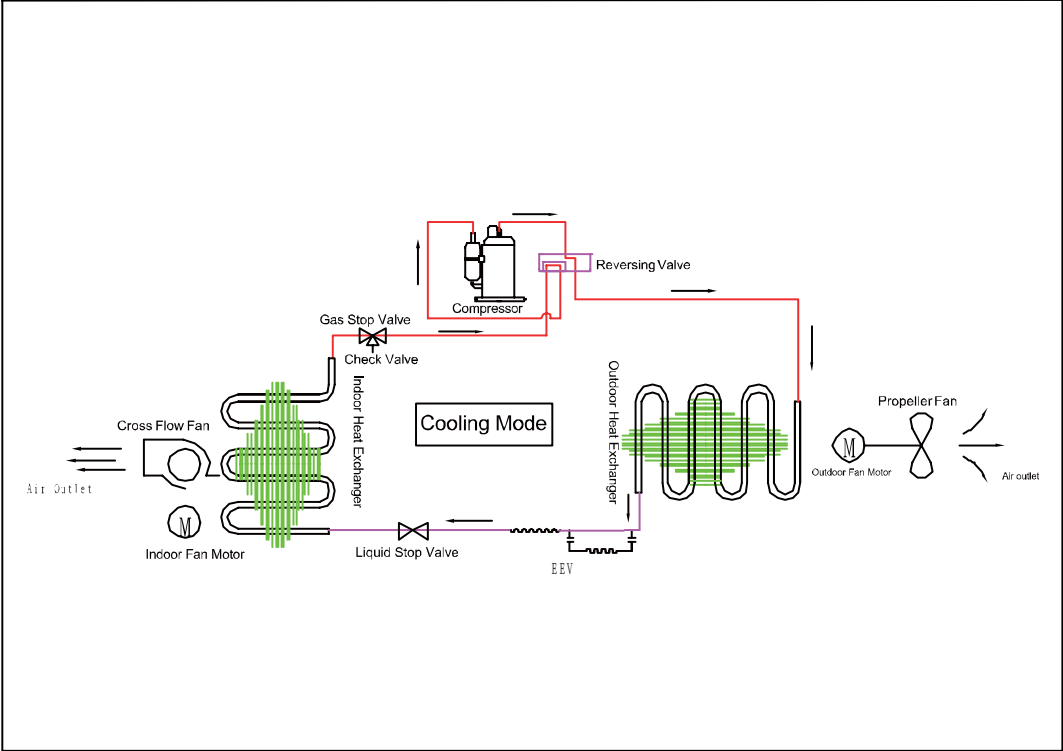 Reversing Valve
Compressor
Gas Stop Valve
Check Valve
Indoor Heat Exchanger
Outdoor Heat Exchanger
Cooling Mode
Cross Flow Fan
Air Outlet
M
Indoor Fan Motor
Liquid Stop Valve
EEV
Propeller Fan
M
Outdoor Fan Motor
Air outlet